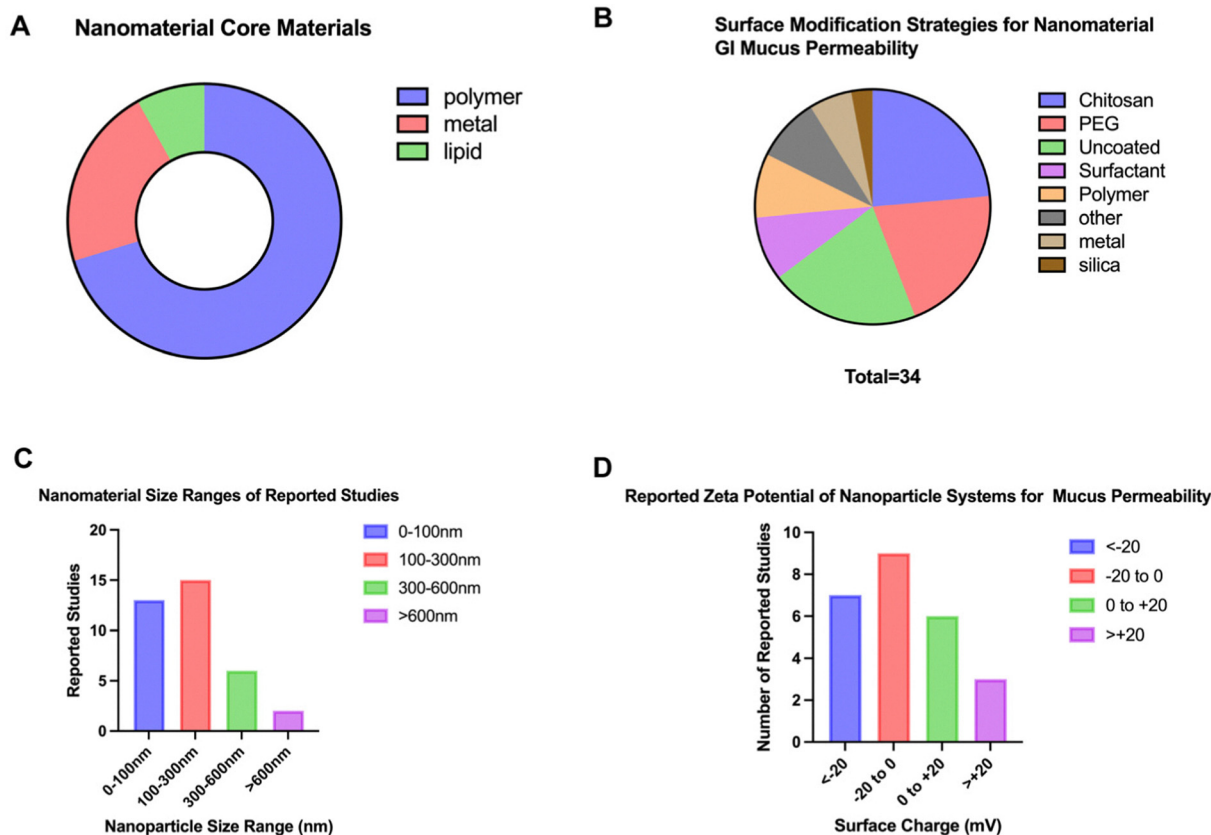 A
Nanomaterial Core Materials
polymer
metal
lipid
B
Surface Modification Strategies for Nanomaterial
GI Mucus Permeability
Chitosan
PEG
Uncoated
Surfactant
Polymer
other
metal
silica
Total=34
C
Nanomaterial Size Ranges of Reported Studies
Reported Studies
20
15
10
5
0
0-100nm
100-300nm
300-600nm
>600nm
Nanoparticle Size Range (nm)
0-100nm
100-300nm
300-600nm
>600nm
D
Reported Zeta Potential of Nanoparticle Systems for Mucus Permeability
Number of Reported Studies
10
8
6
4
2
0
<-20
-20 to 0
0 to +20
>+20
Surface Charge (mV)
<-20
-20 to 0
0 to +20
>+20